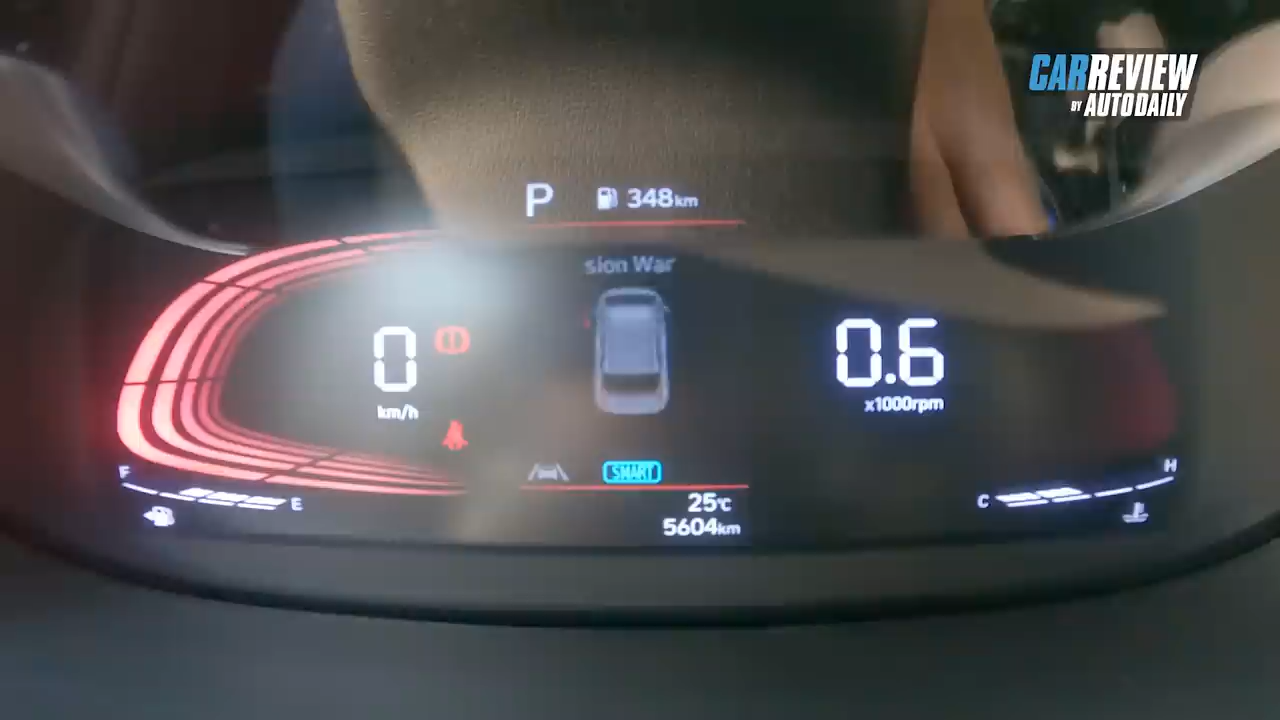 CARREVIEW
BY AUTODAILY
P 348km
sion War
0
km/h
0.6
x1000rpm
SMART
F
E
C
H
25℃
5604km